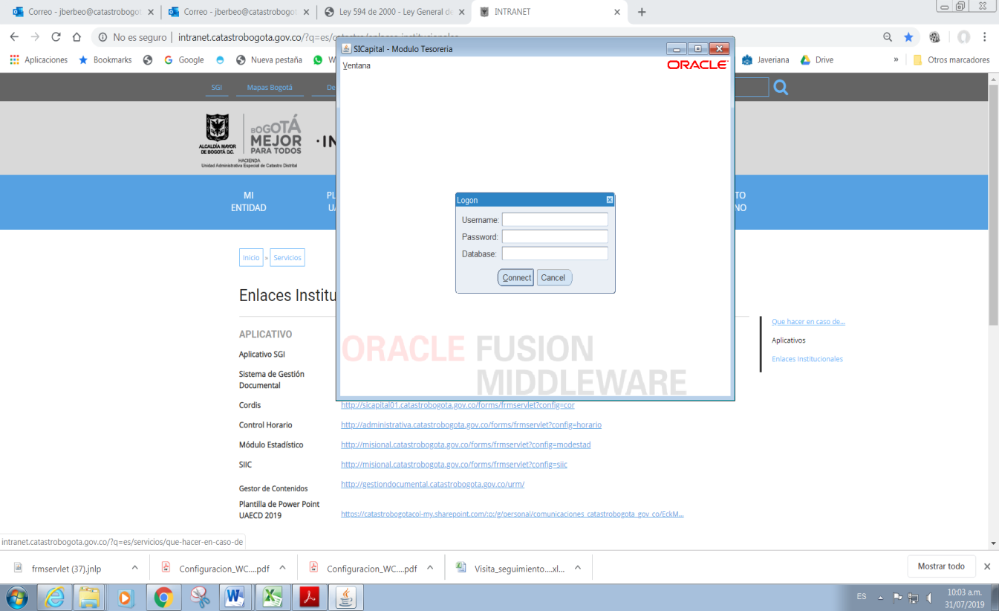 Correo - jberbeo@catastrobogot
Correo - jberbeo@catastrobogot
Ley 594 de 2000 - Ley General de
INTRANET
No es seguro | intranet.catastrobogota.gov.co/?q=es/catastro/enlaces-institucionales
Aplicaciones
Bookmarks
Google
Nueva pestaña
W
Javeriana
Drive
»
Otros marcadores
SICapital - Modulo Tesoreria
Ventana
ORACLE
SGI
Mapas Bogotá
De
ALCALDÍA MAYOR
DE BOGOTÁ D.C.
BOGOTÁ
MEJOR
PARA TODOS
HACIENDA
Unidad Administrativa Especial de Catastro Distrital
·IN
MI
ENTIDAD
PL
U
TO
NO
Logon
Username:
Password:
Database:
Connect
Cancel
Inicio » Servicios
Enlaces Institu
APLICATIVO
ORACLE FUSION
MIDDLEWARE
Aplicativo SGI
Sistema de Gestión
Documental
Cordis http://sicapital01.catastrobogota.gov.co/forms/frmservlet?config=cor
Control Horario http://administrativa.catastrobogota.gov.co/forms/frmservlet?config=horario
Módulo Estadístico http://misional.catastrobogota.gov.co/forms/frmservlet?config=modestad
SIIC http://misional.catastrobogota.gov.co/forms/frmservlet?config=siic
Gestor de Contenidos http://gestiondocumental.catastrobogota.gov.co/urm/
Plantilla de Power Point
UAECD 2019 https://catastrobogotacol-my.sharepoint.com/:p:/g/personal/comunicaciones_catastrobogota_gov_co/EckM...
Que hacer en caso de...
Aplicativos
Enlaces Institucionales
intranet.catastrobogota.gov.co/?q=es/servicios/que-hacer-en-caso-de
frmservlet (37).jnlp
Configuracion_WC....pdf
Configuracion_WC....pdf
Visita_seguimiento....xl...
Mostrar todo
ES
10:03 a.m.
31/07/2019